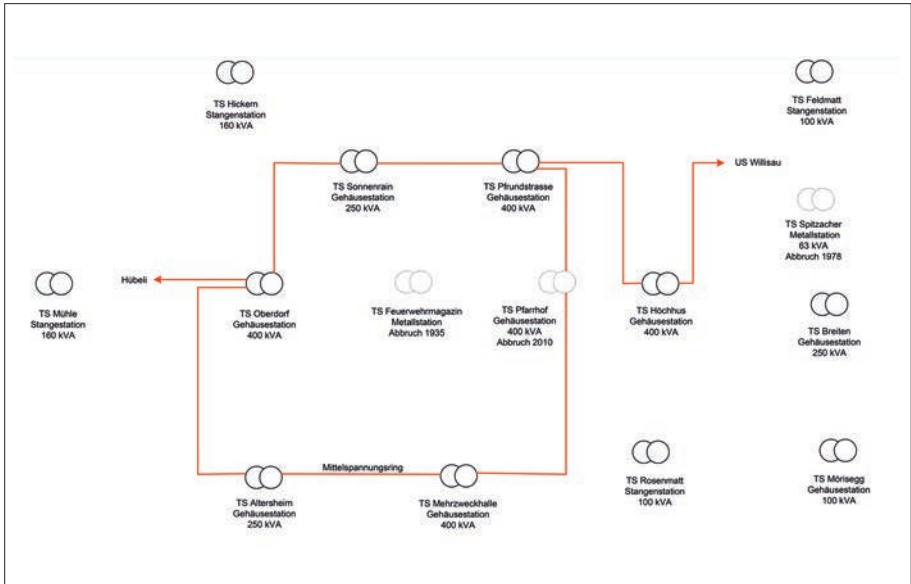 TS Hickern
Stangenstation
160 kVA
TS Feldmatt
Stangenstation
100 kVA
TS Sonnenrain
Gehäusestation
250 kVA
TS Pfrundstrasse
Gehäusestation
400 kVA
US Willisau
TS Spitzacher
Metallstation
63 kVA
Abbruch 1978
Hübeli
TS Mühle
Stangestation
160 kVA
TS Oberdorf
Gehäusestation
400 kVA
TS Feuerwehrmagazin
Metallstation
Abbruch 1935
TS Pfarrhof
Gehäusestation
400 kVA
Abbruch 2010
TS Höchhus
Gehäusestation
400 kVA
TS Breiten
Gehäusestation
250 kVA
Mittelspannungsring
TS Altersheim
Gehäusestation
250 kVA
TS Mehrzweckhalle
Gehäusestation
400 kVA
TS Rosenmatt
Stangenstation
100 kVA
TS Mörisegg
Gehäusestation
100 kVA